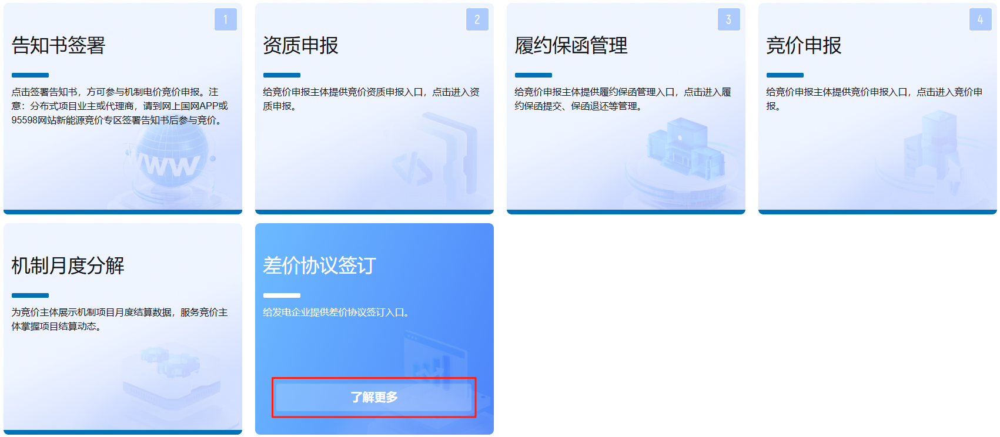 1
告知书签署
点击签署告知书，方可参与机制电价竞价申报。注
意：分布式项目业主或代理商，请到网上国网APP或
95598网站新能源竞价专区签署告知书后参与竞价。
WWW
2
资质申报
给竞价申报主体提供竞价资质申报入口，点击进入资
质申报。
</>
3
履约保函管理
给竞价申报主体提供履约保函管理入口，点击进入履
约保函提交、保函退还等管理。
4
竞价申报
给竞价申报主体提供竞价申报入口，点击进入竞价申
报。
机制月度分解
为竞价主体展示机制项目月度结算数据，服务竞价主
体掌握项目结算动态。
差价协议签订
给发电企业提供差价协议签订入口。
了解更多